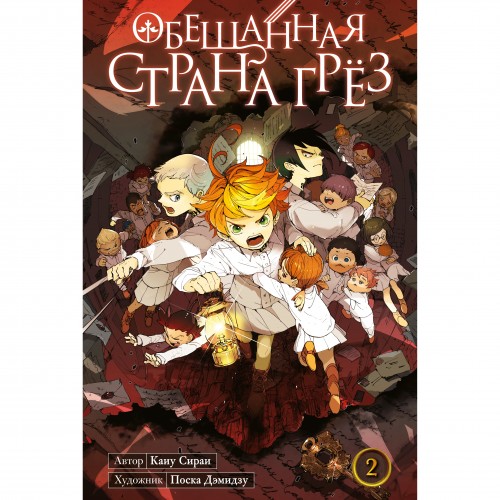 Обещанная
Страна Грёз
Автор Каиу Сираи
Художник Поска Дэмидзу
2